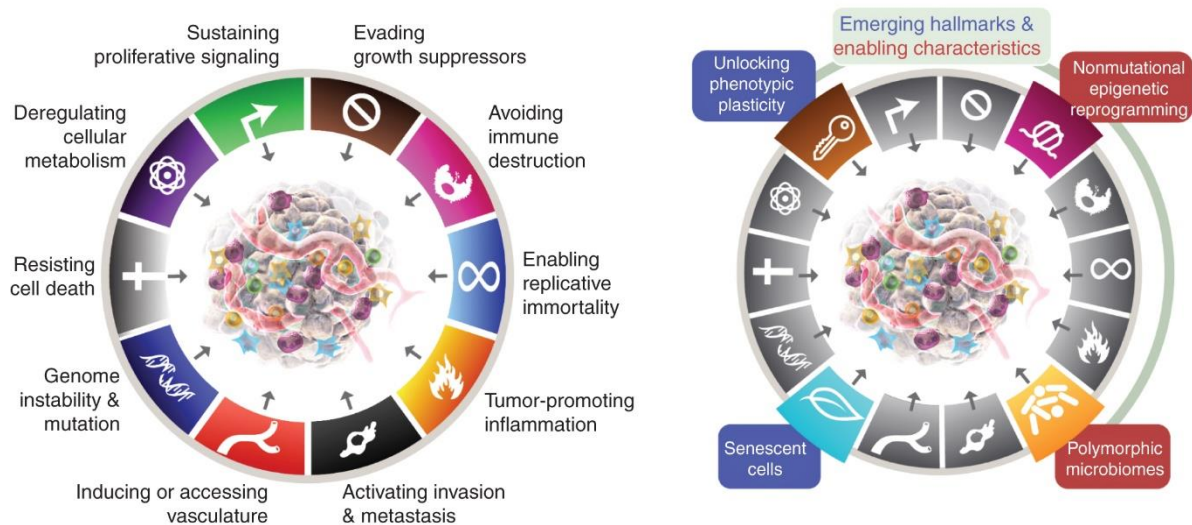 Sustaining
proliferative signaling
Evading
growth suppressors
Deregulating
cellular
metabolism
Avoiding
immune
destruction
Resisting
cell death
Enabling
replicative
immortality
Genome
instability &
mutation
Tumor-promoting
inflammation
Inducing or accessing
vasculature
Activating invasion
& metastasis
Emerging hallmarks &
enabling characteristics
Unlocking
phenotypic
plasticity
Nonmutational
epigenetic
reprogramming
Senescent
cells
Polymorphic
microbiomes